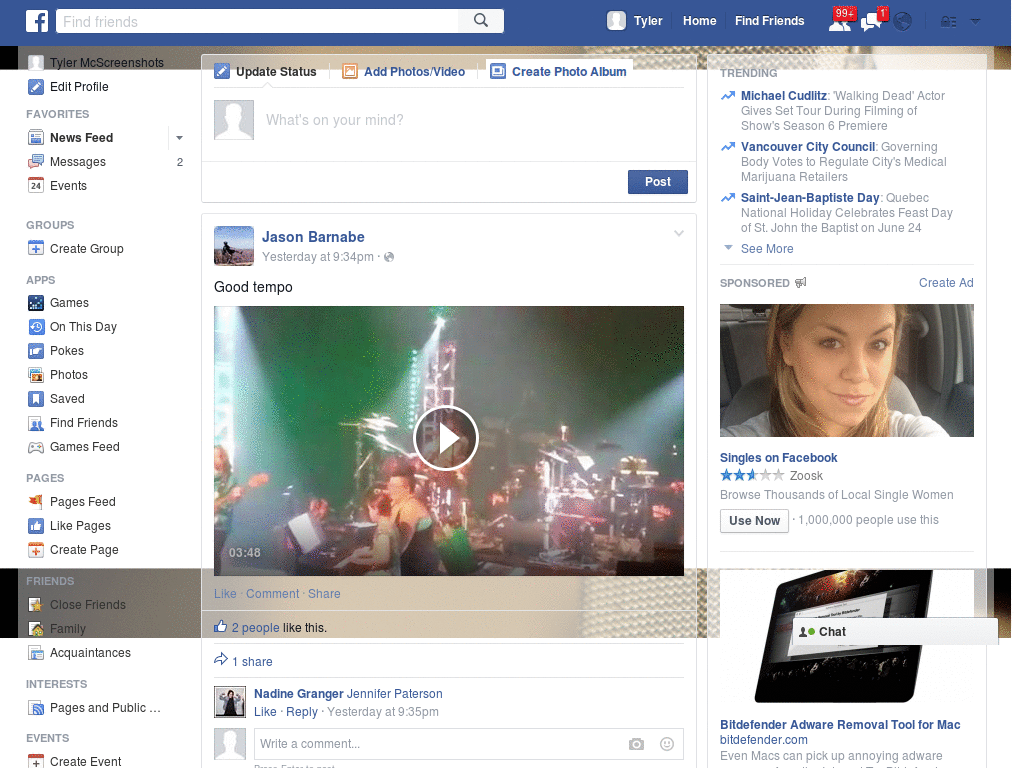 Find friends
Tyler
Home
Find Friends
99+
1
Tyler McScreenshots
Edit Profile
FAVORITES
News Feed
Messages
2
24
Events
GROUPS
Create Group
APPS
Games
On This Day
Pokes
Photos
Saved
Find Friends
Games Feed
PAGES
Pages Feed
Like Pages
Create Page
FRIENDS
Close Friends
Family
Acquaintances
INTERESTS
Pages and Public ...
EVENTS
Create Event
Update Status
Add Photos/Video
Create Photo Album
What's on your mind?
Post
Jason Barnabe
Yesterday at 9:34pm ·
Good tempo
03:48
Like · Comment · Share
2 people like this.
1 share
Nadine Granger Jennifer Paterson
Like · Reply · Yesterday at 9:35pm
Write a comment...
TRENDING
Michael Cudlitz: 'Walking Dead' Actor
Gives Set Tour During Filming of
Show's Season 6 Premiere
Vancouver City Council: Governing
Body Votes to Regulate City's Medical
Marijuana Retailers
Saint-Jean-Baptiste Day: Quebec
National Holiday Celebrates Feast Day
of St. John the Baptist on June 24
See More
SPONSORED
Create Ad
Singles on Facebook
Zoosk
Browse Thousands of Local Single Women
Use Now · 1,000,000 people use this
Chat
Bitdefender Adware Removal Tool for Mac
bitdefender.com
Even Macs can pick up annoying adware